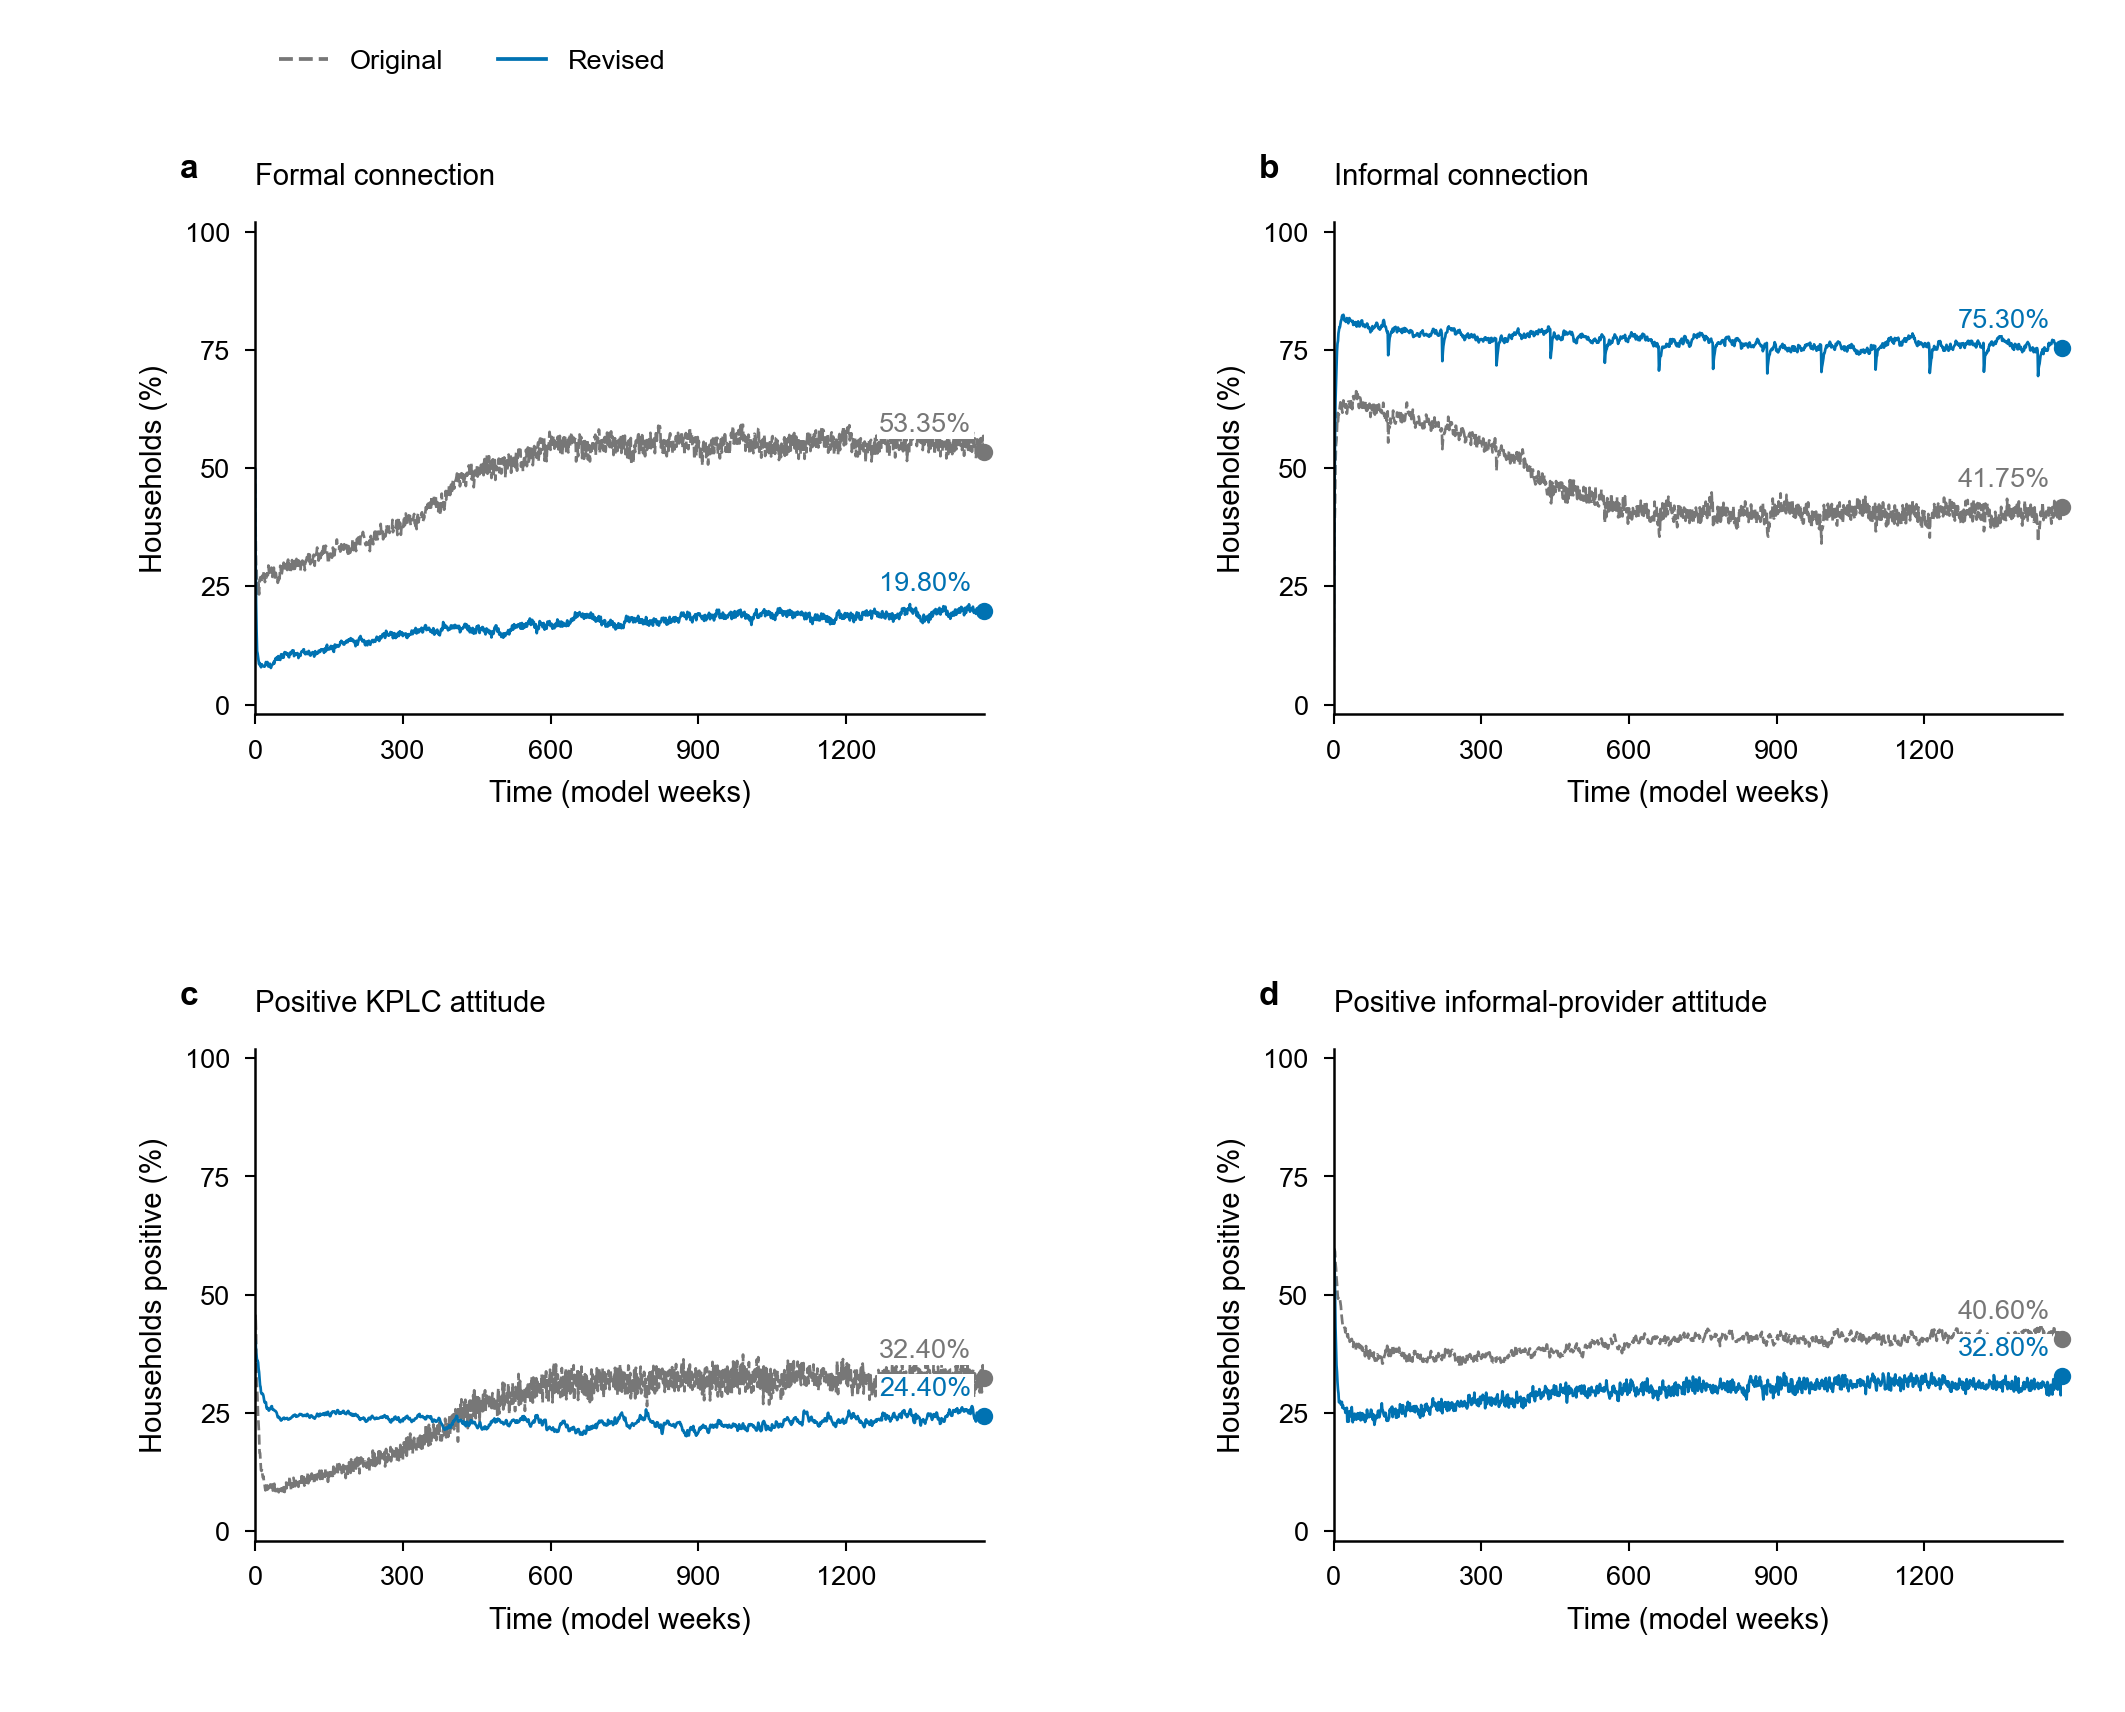 Original Revised
a Formal connection
100
75
50
25
0
Households (%)
53.35%
19.80%
0 300 600 900 1200
Time (model weeks)
b Informal connection
100
75
50
25
0
Households (%)
75.30%
41.75%
0 300 600 900 1200
Time (model weeks)
c Positive KPLC attitude
100
75
50
25
0
Households positive (%)
32.40%
24.40%
0 300 600 900 1200
Time (model weeks)
d Positive informal-provider attitude
100
75
50
25
0
Households positive (%)
40.60%
32.80%
0 300 600 900 1200
Time (model weeks)